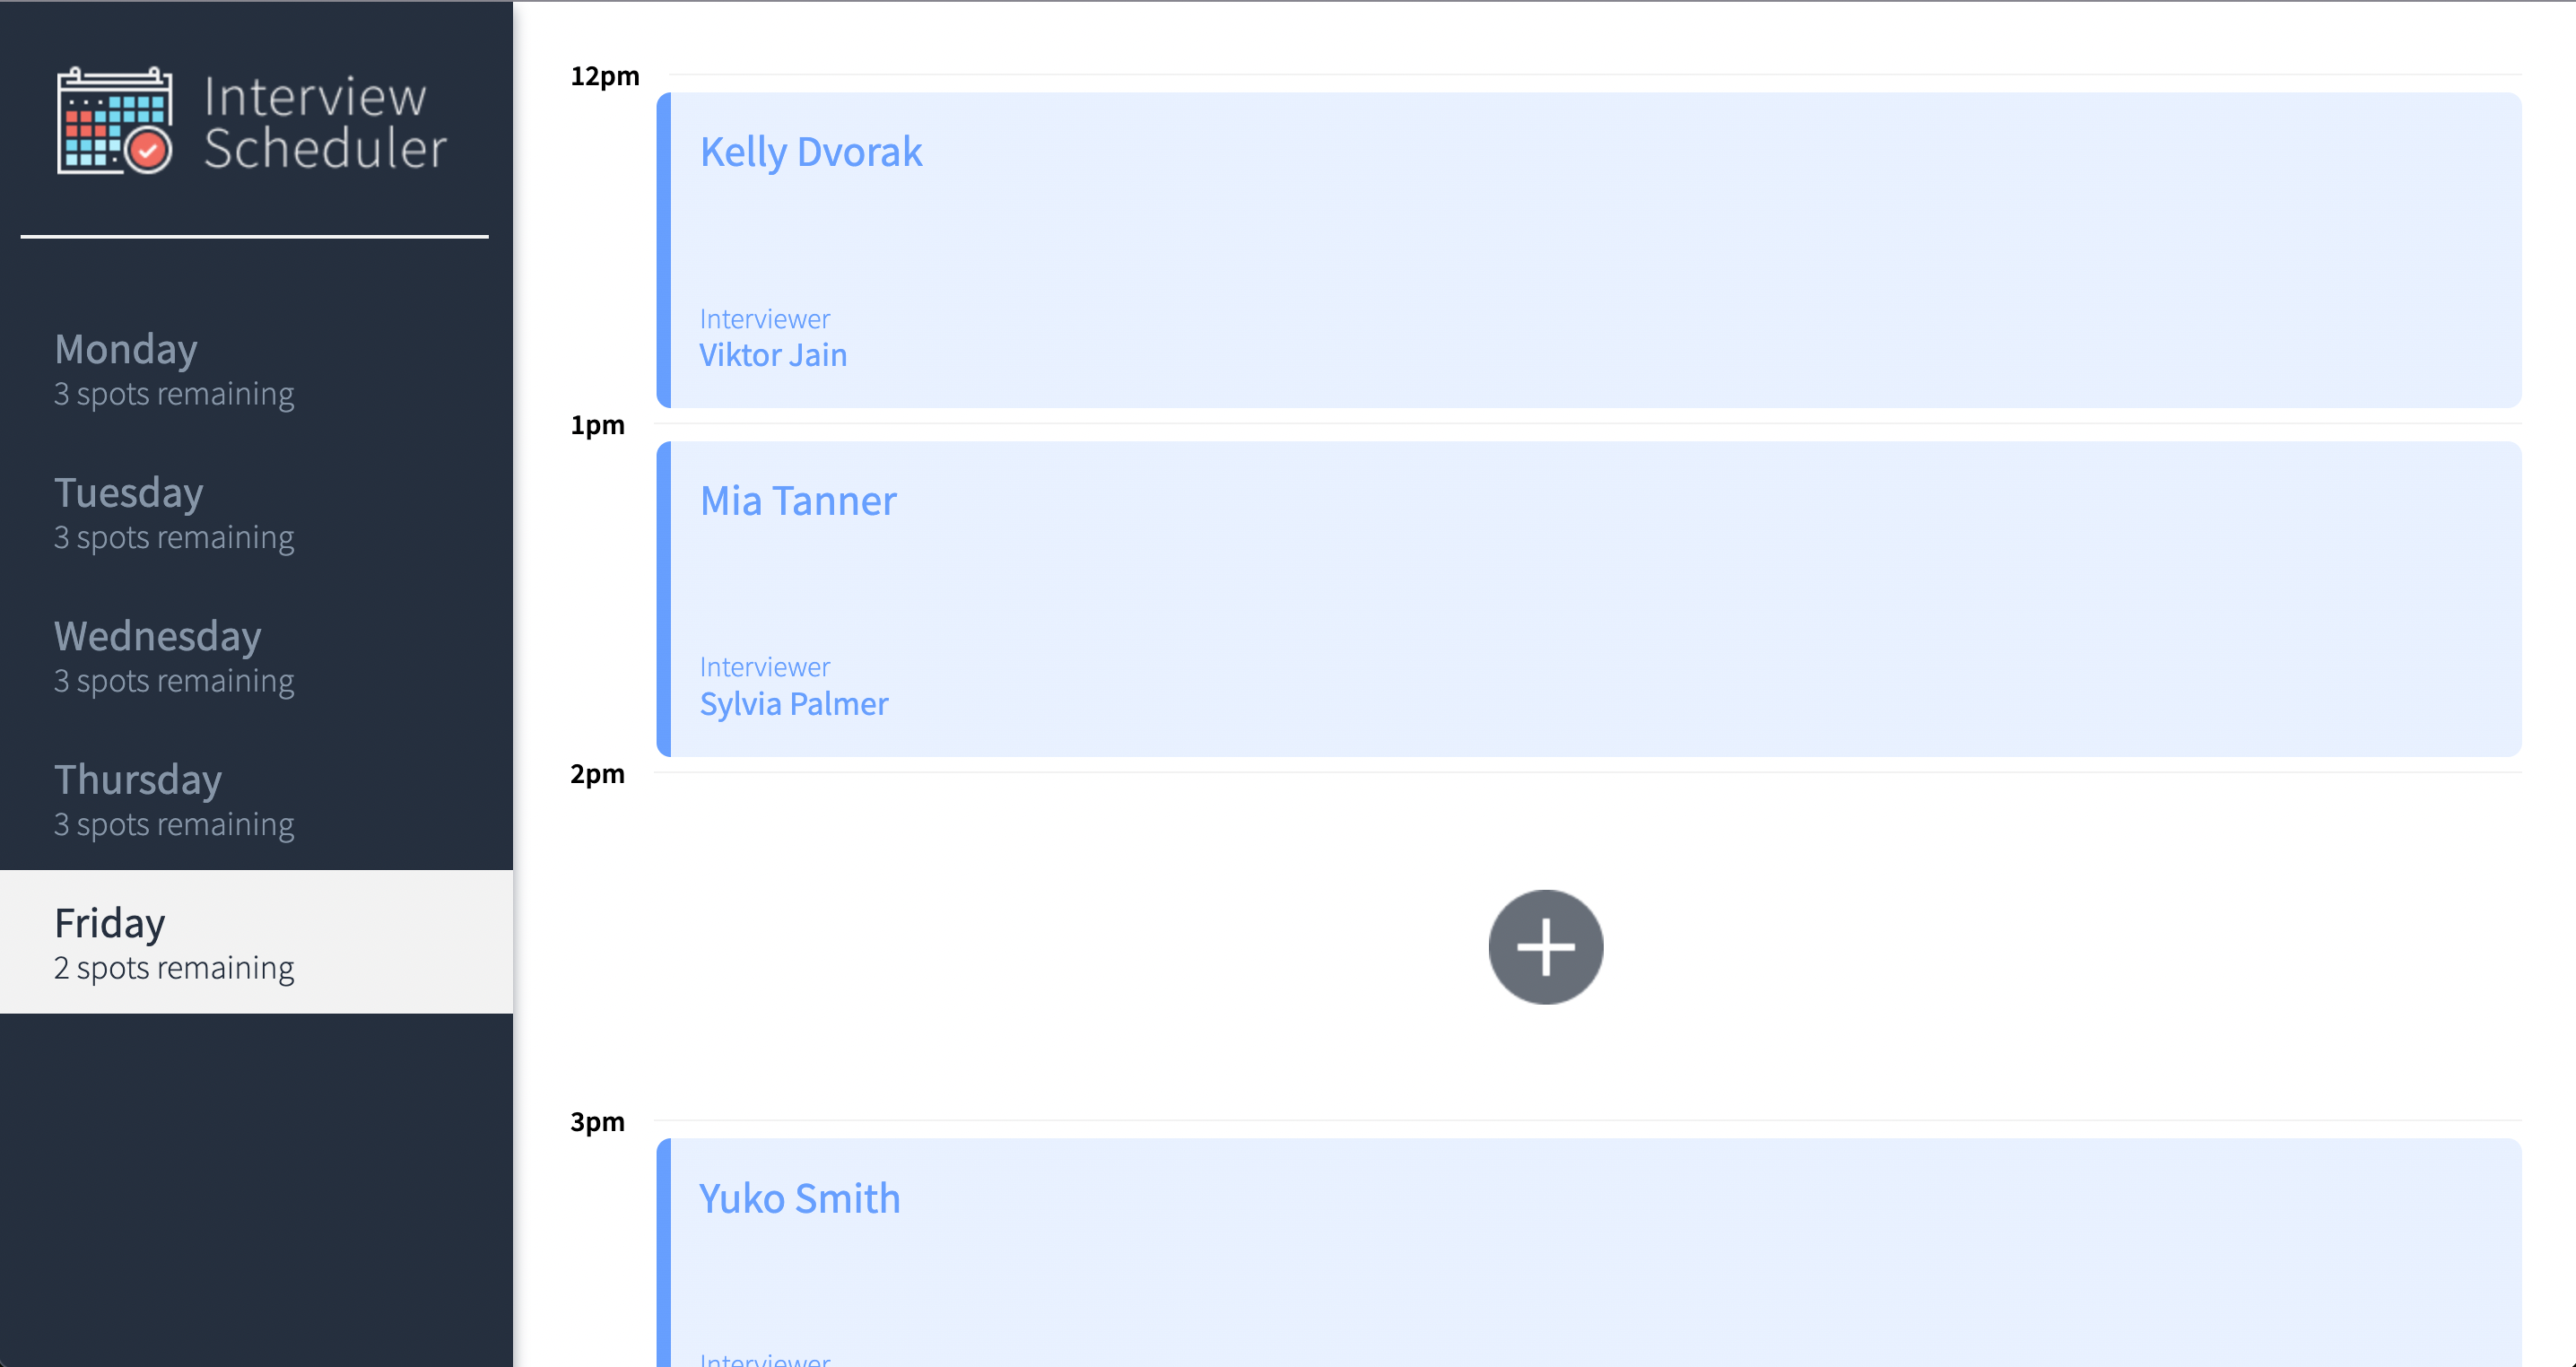 Interview
Scheduler
Monday
3 spots remaining
Tuesday
3 spots remaining
Wednesday
3 spots remaining
Thursday
3 spots remaining
Friday
2 spots remaining
12pm
Kelly Dvorak
Interviewer
Viktor Jain
1pm
Mia Tanner
Interviewer
Sylvia Palmer
2pm
3pm
Yuko Smith
Interviewer